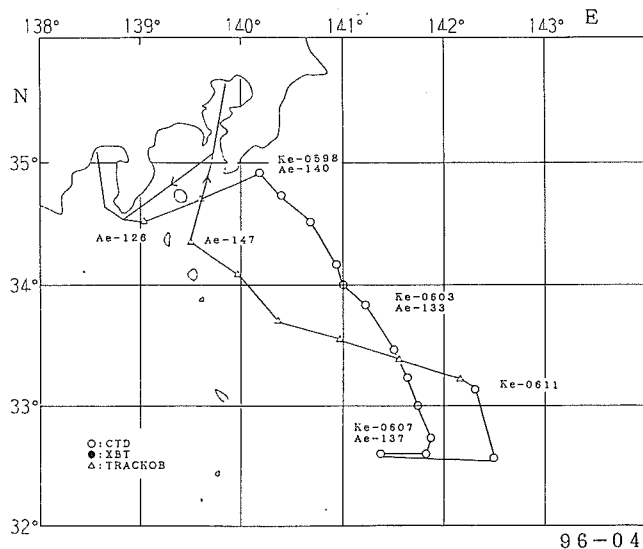 138° 139° 140° 141° 142° 143° E
N
35°
34°
33°
32°
Ke-0598
Ae-140
Ae-126
Ae-147
Ke-0603
Ae-133
Ke-0611
Ke-0607
Ae-137
○:CTD
●:XBT
△:TRACKOB
96-04